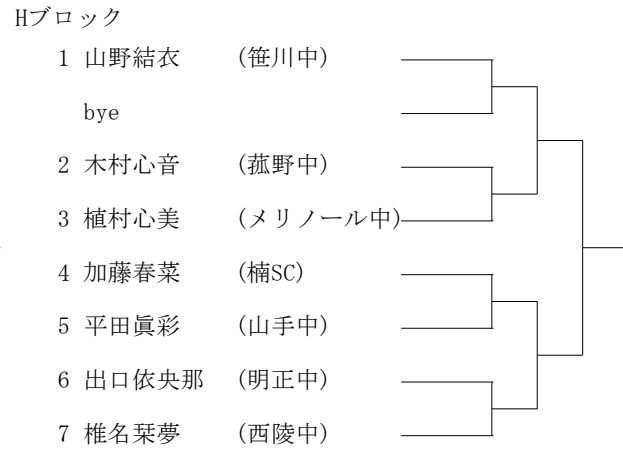 Hブロック
1 山野結衣 (笹川中)
bye
2 木村心音 (菰野中)
3 植村心美 (メリノール中)
4 加藤春菜 (楠SC)
5 平田眞彩 (山手中)
6 出口依央那 (明正中)
7 椎名栞夢 (西陵中)